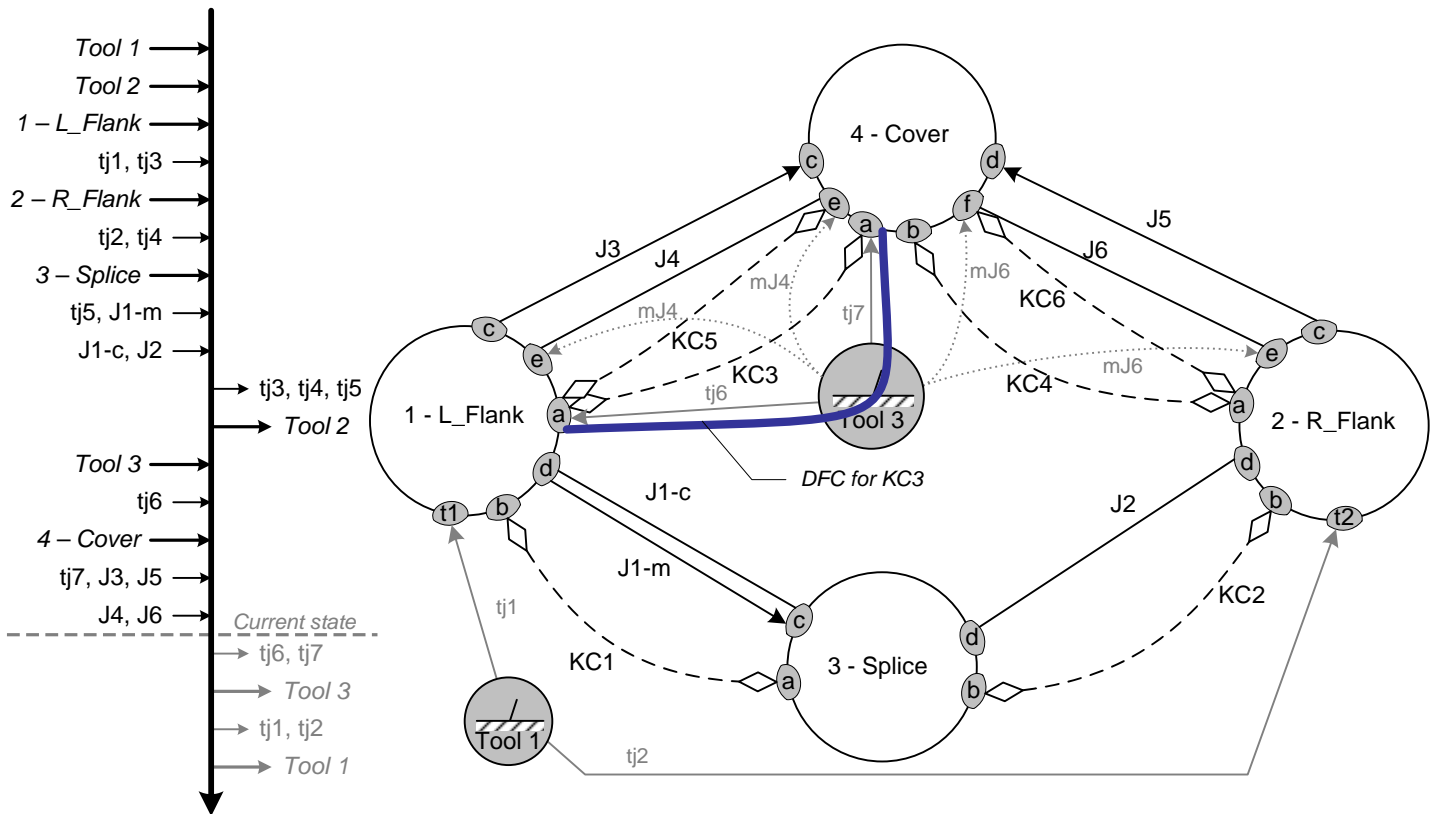 Tool 1
Tool 2
1 – L_Flank
tj1, tj3
2 – R_Flank
tj2, tj4
3 – Splice
tj5, J1-m
J1-c, J2
tj3, tj4, tj5
Tool 2
Tool 3
tj6
4 – Cover
tj7, J3, J5
J4, J6
Current state
tj6, tj7
Tool 3
tj1, tj2
Tool 1
4 - Cover
c
d
e
f
a
b
J3
J4
J5
J6
mJ4
mJ6
tj7
KC6
mJ4
KC5
KC3
KC4
mJ6
tj6
Tool 3
DFC for KC3
1 - L_Flank
c
e
a
d
b
t1
2 - R_Flank
c
e
a
d
b
t2
J1-c
J1-m
J2
tj1
KC1
KC2
3 - Splice
c
d
a
b
Tool 1
tj2